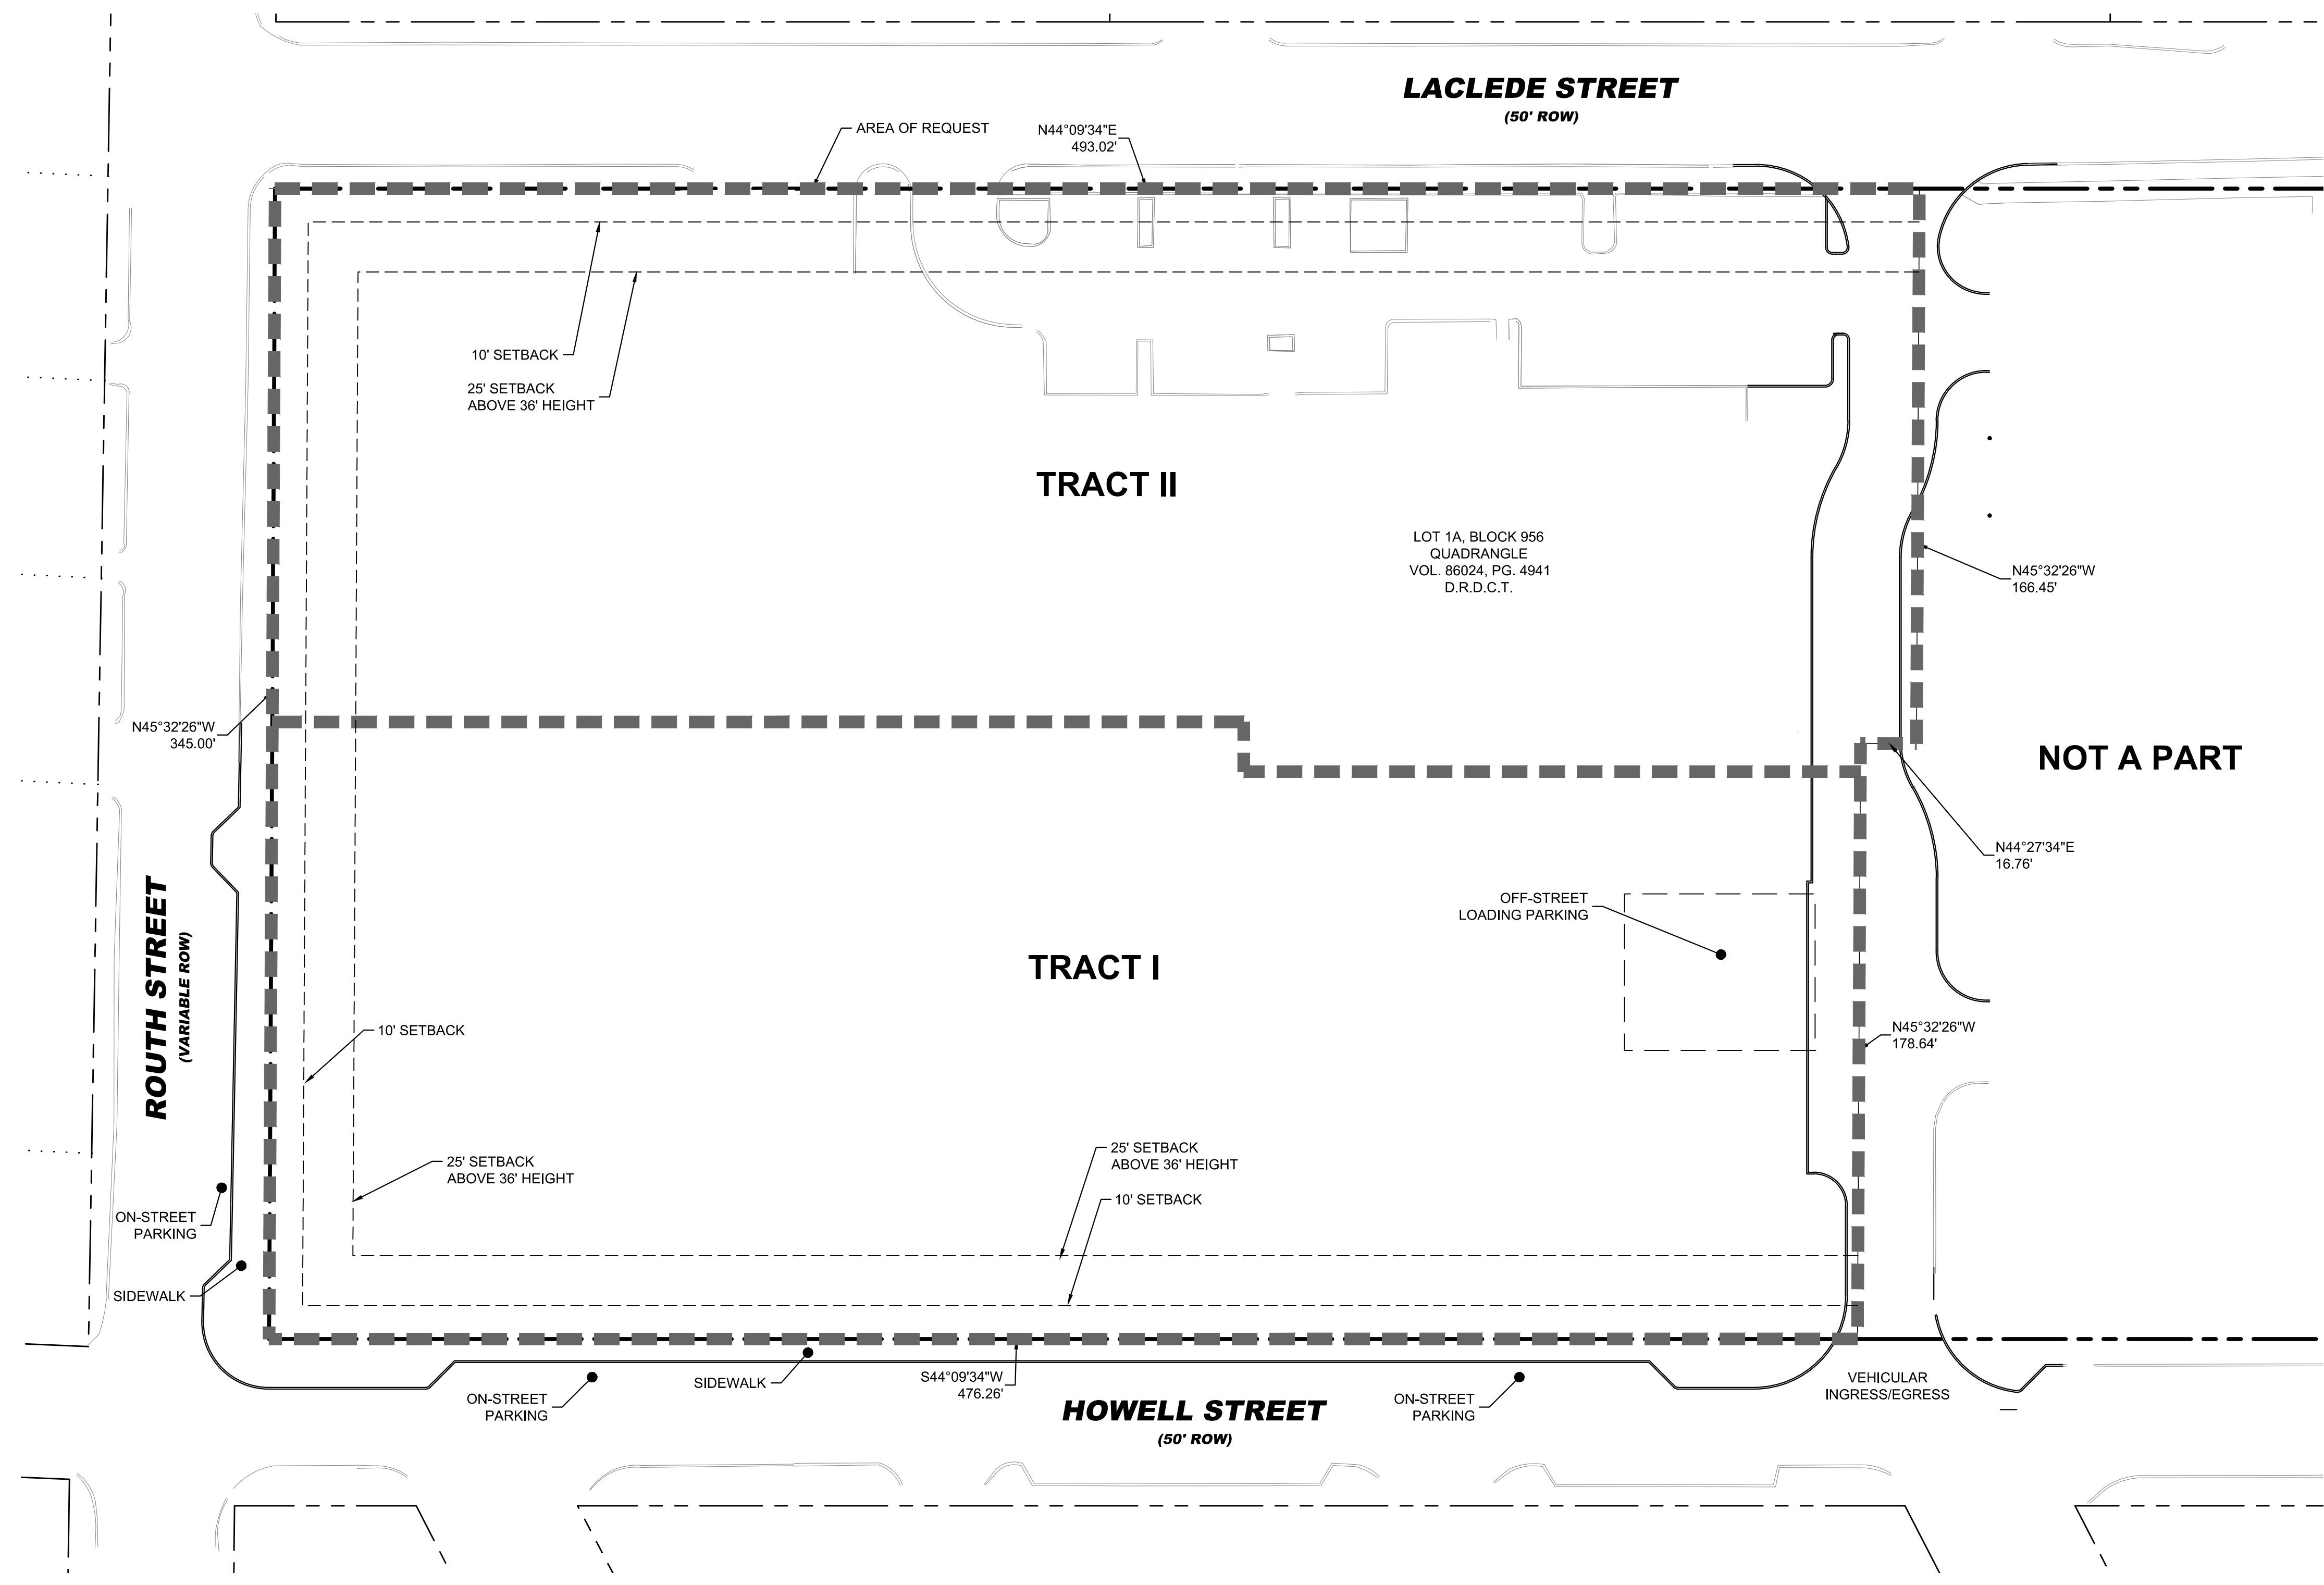 LACLEDE STREET
(50' ROW)
AREA OF REQUEST
N44°09'34"E
493.02'
10' SETBACK
25' SETBACK
ABOVE 36' HEIGHT
TRACT II
LOT 1A, BLOCK 956
QUADRANGLE
VOL. 86024, PG. 4941
D.R.D.C.T.
N45°32'26"W
166.45'
N45°32'26"W
345.00'
NOT A PART
N44°27'34"E
16.76'
ROUTH STREET
(VARIABLE ROW)
OFF-STREET
LOADING PARKING
TRACT I
10' SETBACK
N45°32'26"W
178.64'
25' SETBACK
ABOVE 36' HEIGHT
25' SETBACK
ABOVE 36' HEIGHT
10' SETBACK
ON-STREET
PARKING
SIDEWALK
ON-STREET
PARKING
SIDEWALK
S44°09'34"W
476.26'
HOWELL STREET
(50' ROW)
ON-STREET
PARKING
VEHICULAR
INGRESS/EGRESS